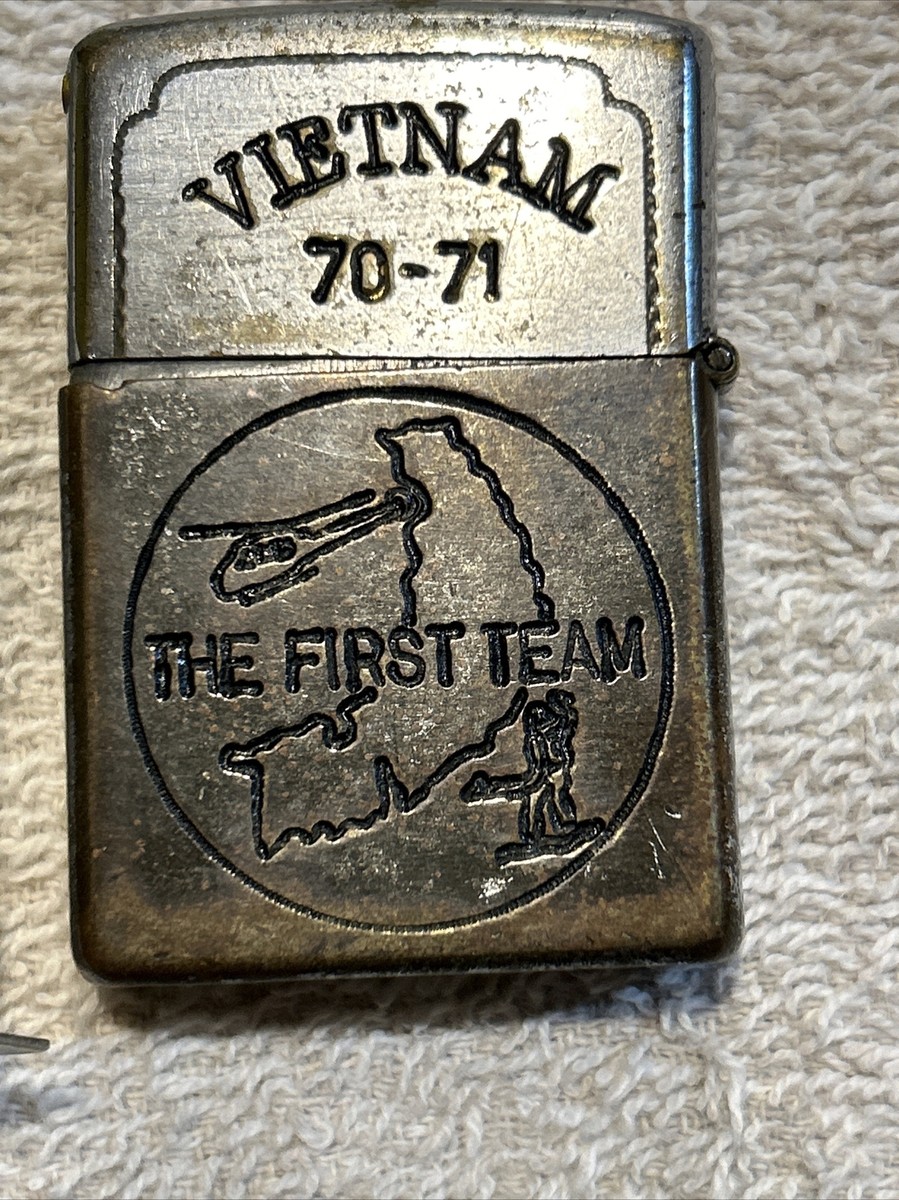 VIETNAM
70-71
THE FIRST TEAM